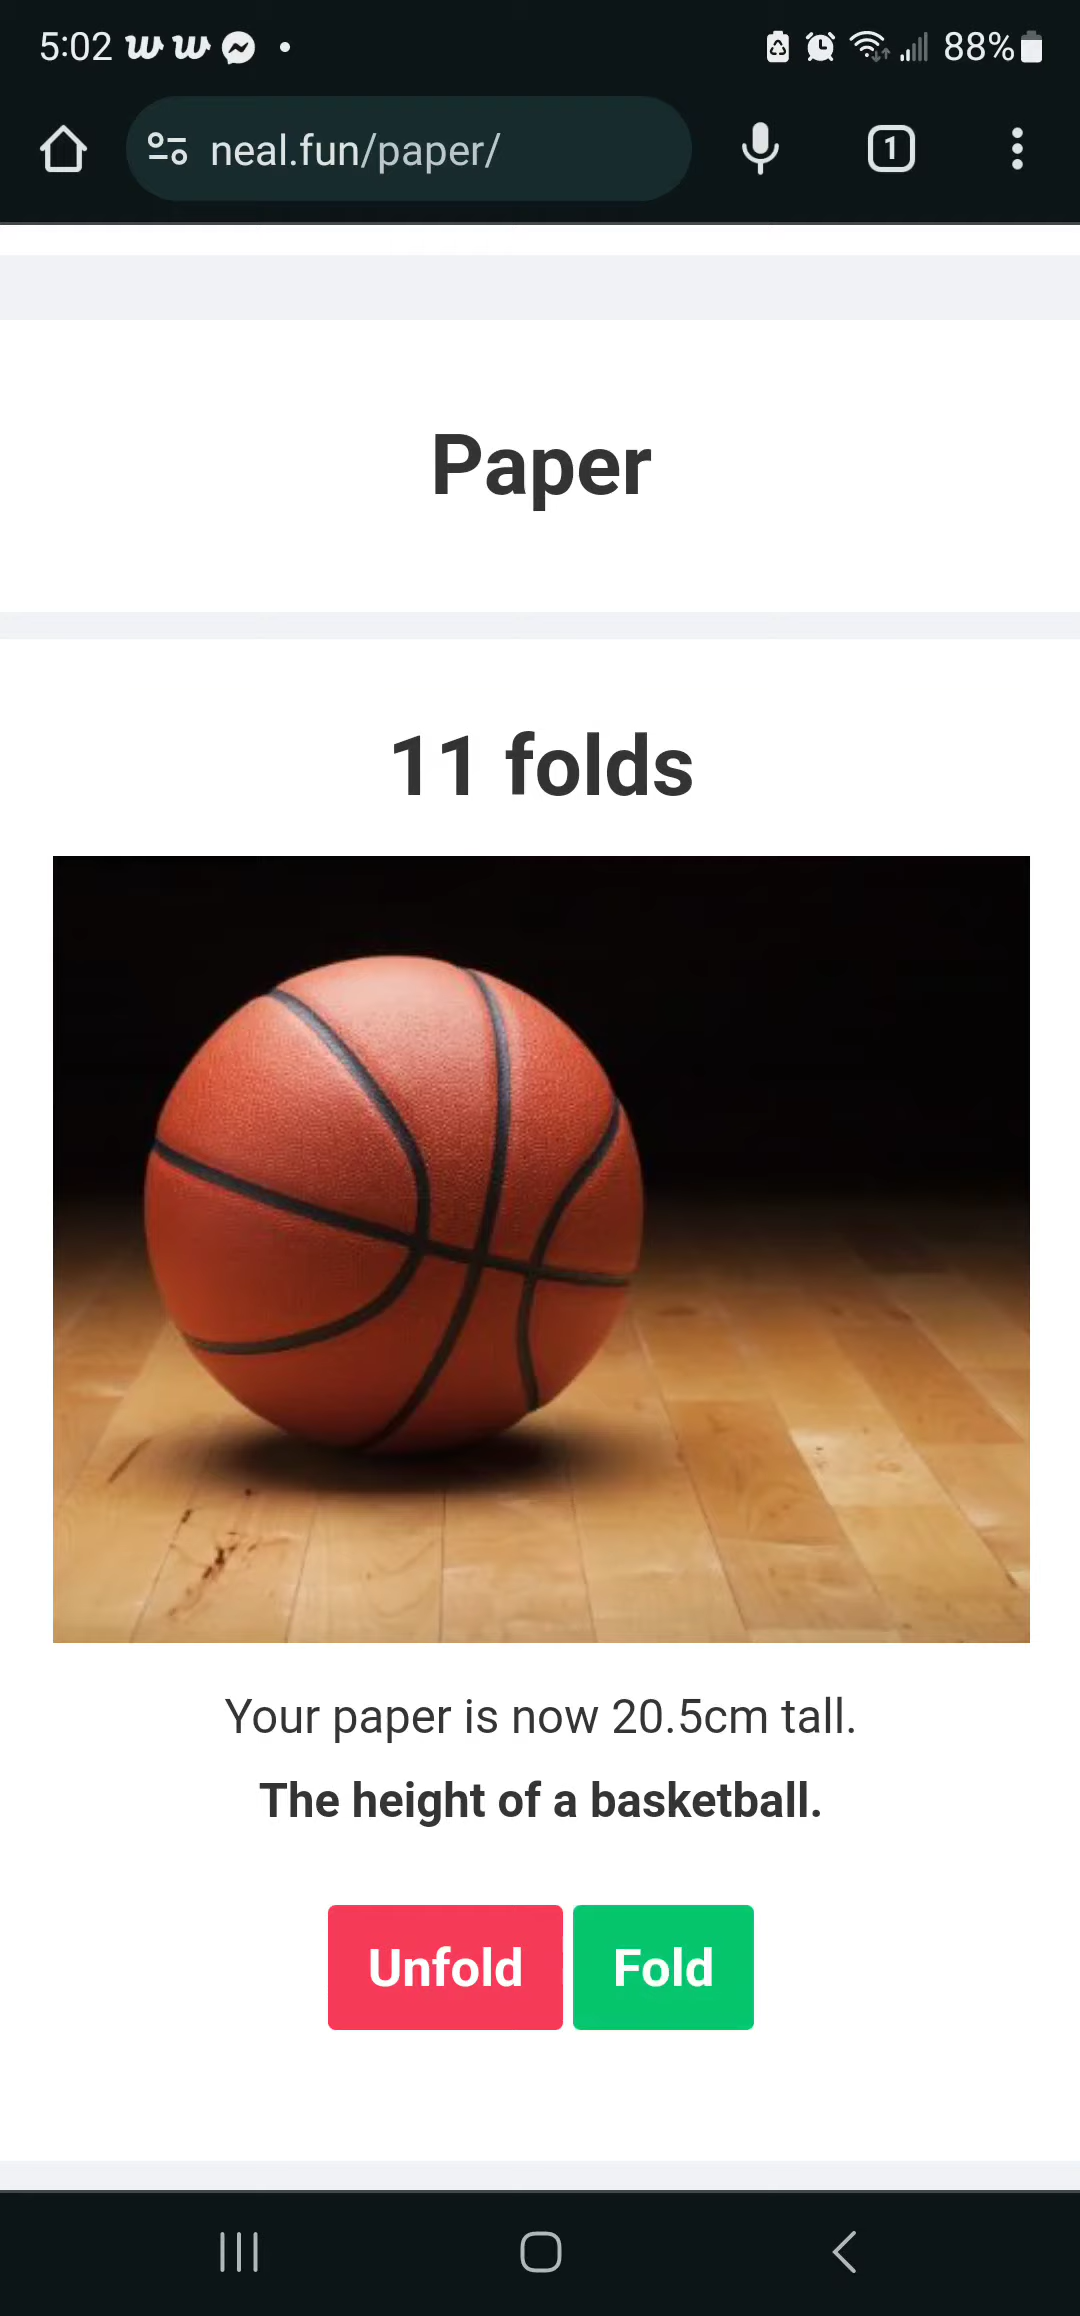 5:02 w w 88%
neal.fun/paper/
1
Paper
11 folds
Your paper is now 20.5cm tall.
The height of a basketball.
Unfold Fold